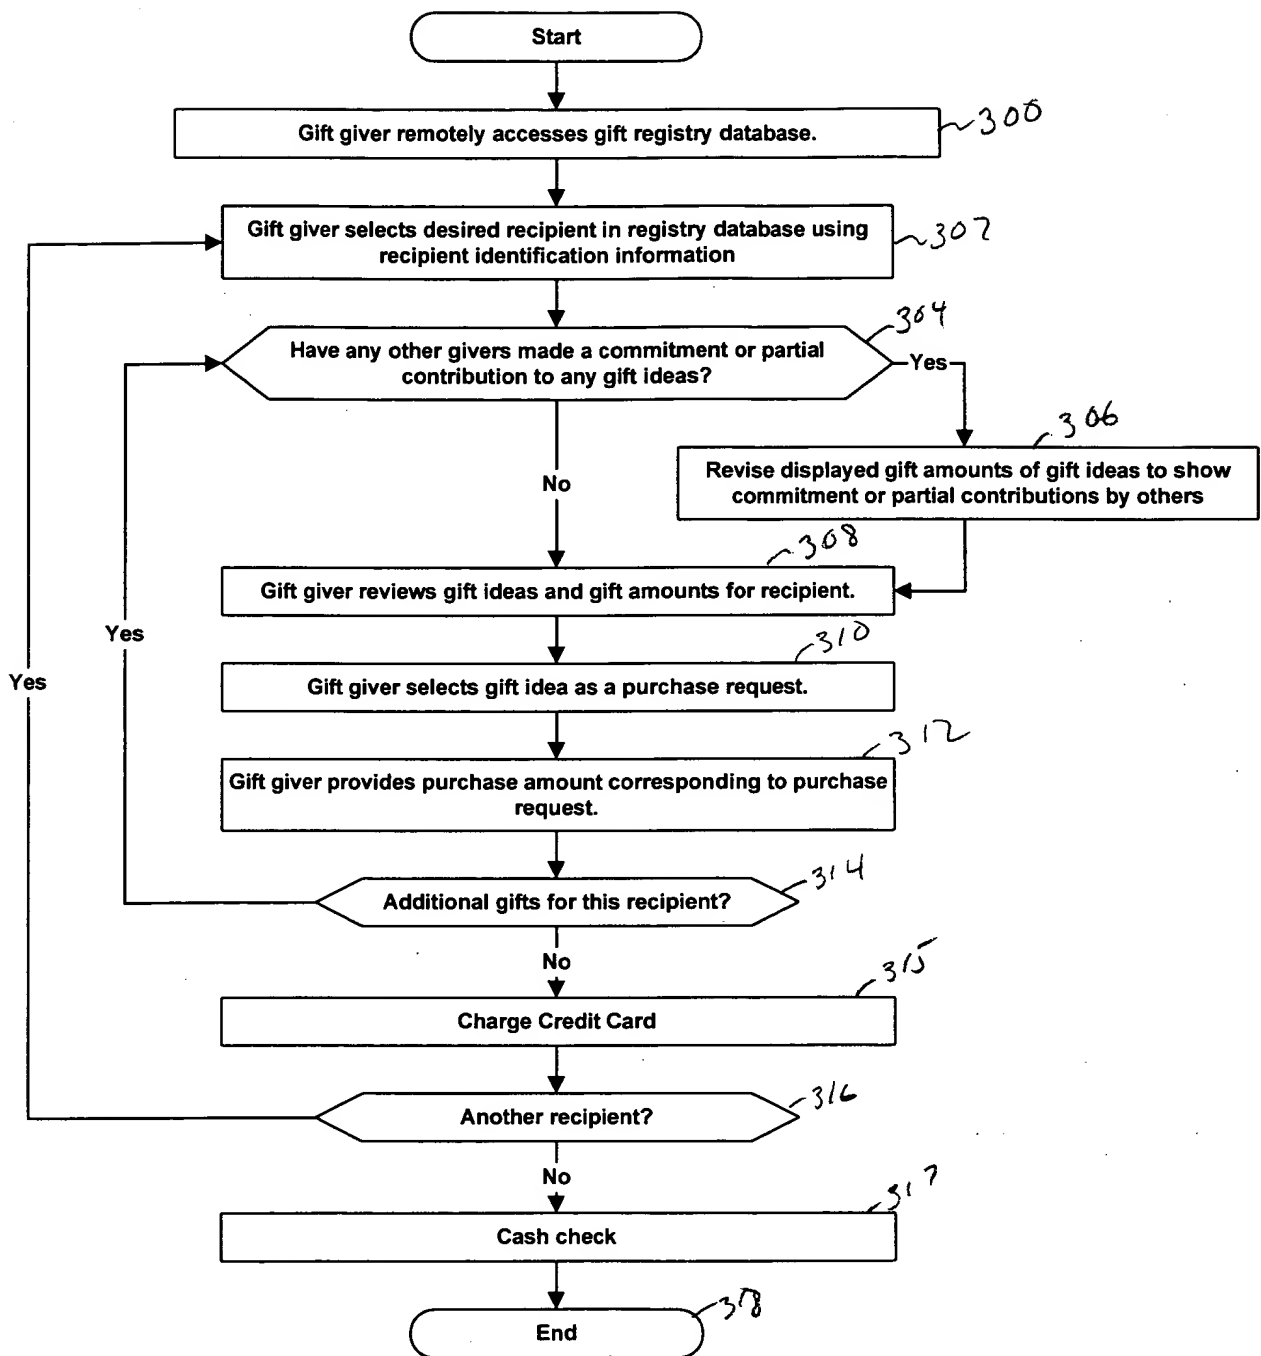 Start
Gift giver remotely accesses gift registry database.
300
Gift giver selects desired recipient in registry database using
recipient identification information
302
304
Have any other givers made a commitment or partial
contribution to any gift ideas?
Yes
306
Revise displayed gift amounts of gift ideas to show
commitment or partial contributions by others
No
308
Gift giver reviews gift ideas and gift amounts for recipient.
Yes
310
Yes
Gift giver selects gift idea as a purchase request.
312
Gift giver provides purchase amount corresponding to purchase
request.
314
Additional gifts for this recipient?
No
315
Charge Credit Card
316
Another recipient?
No
317
Cash check
318
End